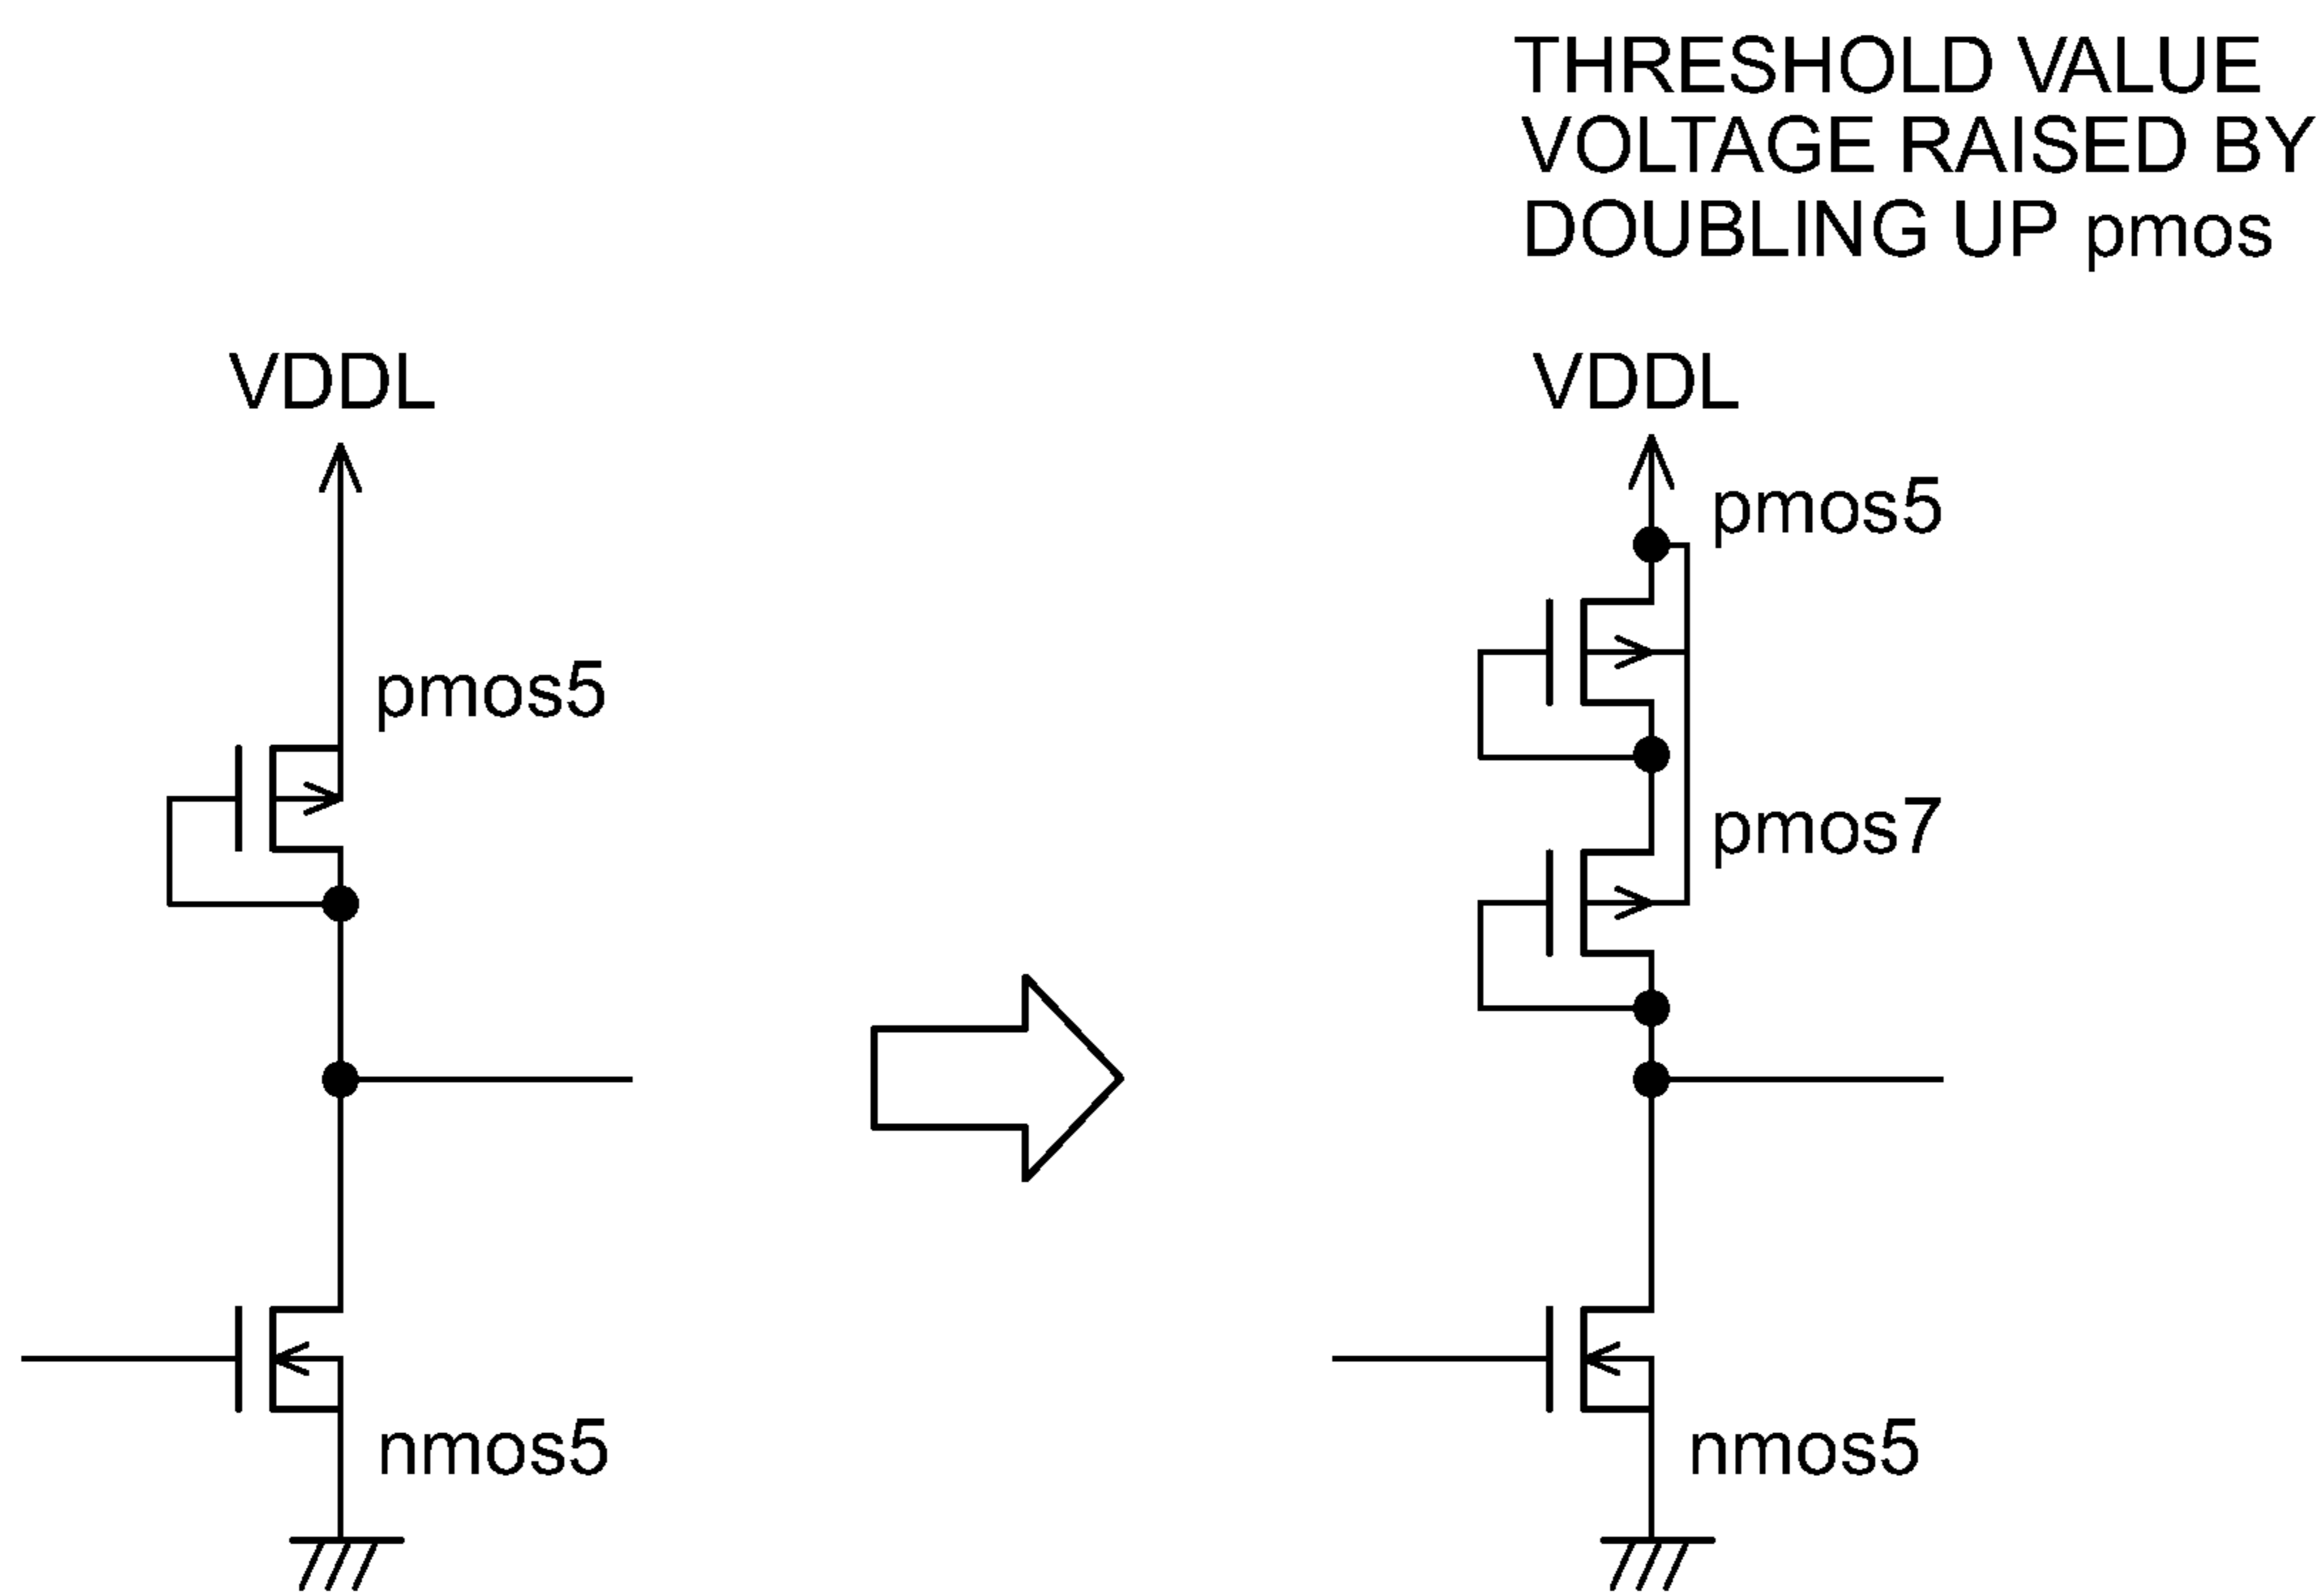 THRESHOLD VALUE
VOLTAGE RAISED BY
DOUBLING UP pmos
VDDL
pmos5
nmos5
VDDL
pmos5
pmos7
nmos5